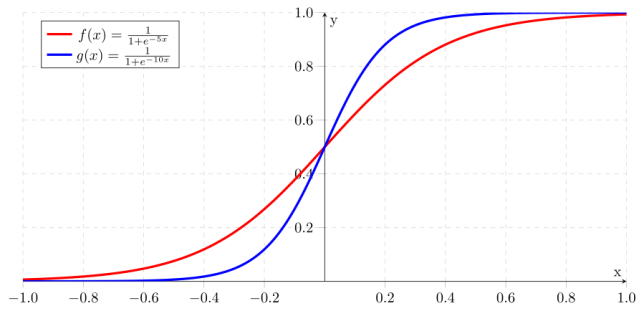 1.0
y
f(x) = 1/(1+e^{−5x})
g(x) = 1/(1+e^{−10x})
0.8
0.6
0.4
0.2
x
−1.0 −0.8 −0.6 −0.4 −0.2 0.2 0.4 0.6 0.8 1.0